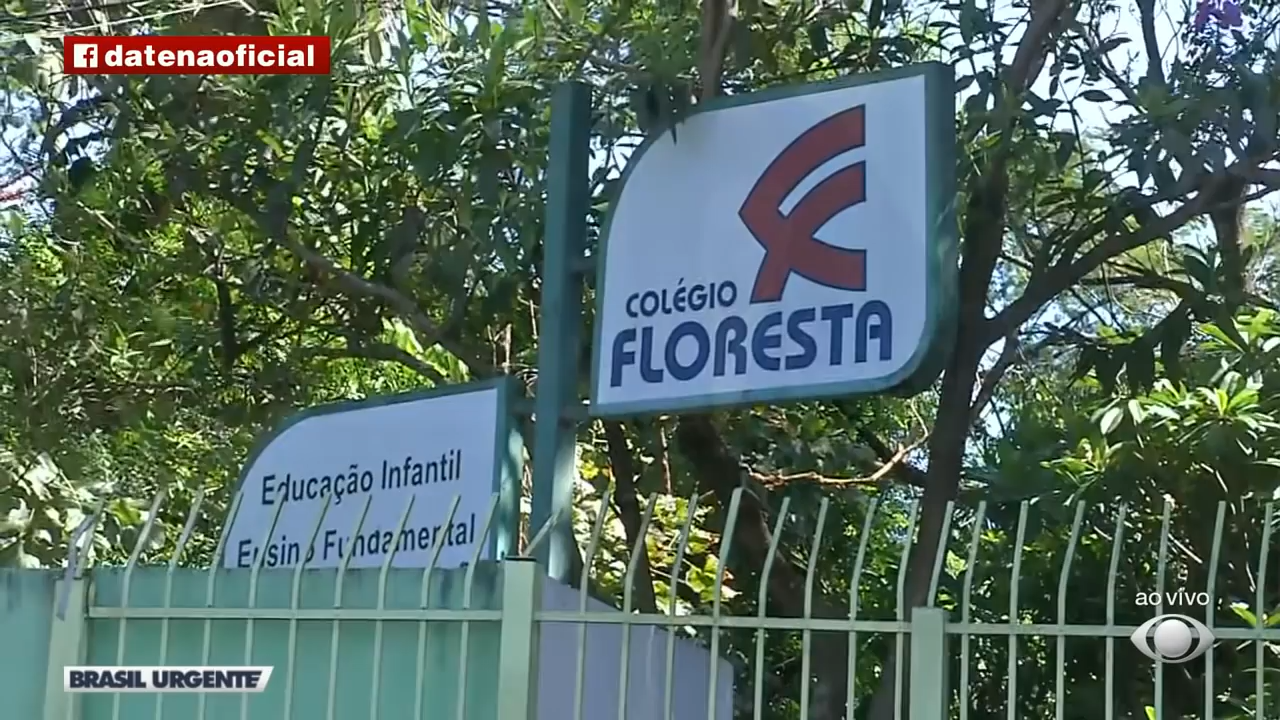 datenaoficial
COLÉGIO
FLORESTA
Educação Infantil
Ensino Fundamental
ao vivo
BRASIL URGENTE